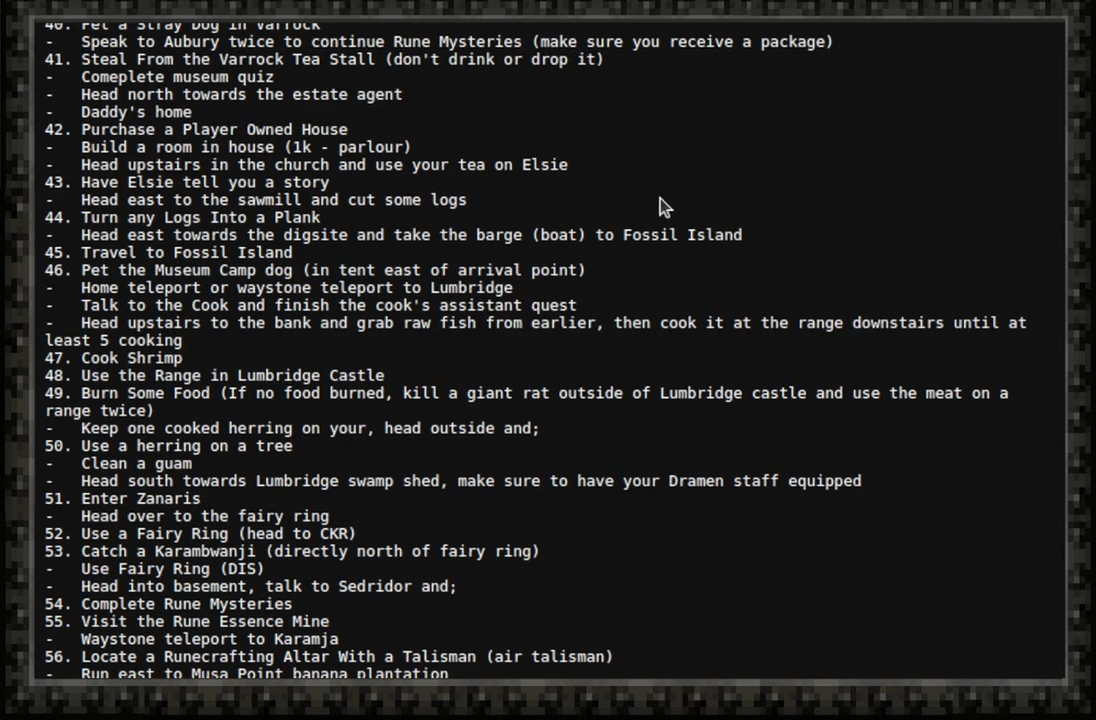 40. Pet a Stray Dog in Varrock
- Speak to Aubury twice to continue Rune Mysteries (make sure you receive a package)
41. Steal From the Varrock Tea Stall (don't drink or drop it)
- Comeplete museum quiz
- Head north towards the estate agent
- Daddy's home
42. Purchase a Player Owned House
- Build a room in house (1k - parlour)
- Head upstairs in the church and use your tea on Elsie
43. Have Elsie tell you a story
- Head east to the sawmill and cut some logs
44. Turn any Logs Into a Plank
- Head east towards the digsite and take the barge (boat) to Fossil Island
45. Travel to Fossil Island
46. Pet the Museum Camp dog (in tent east of arrival point)
- Home teleport or waystone teleport to Lumbridge
- Talk to the Cook and finish the cook's assistant quest
- Head upstairs to the bank and grab raw fish from earlier, then cook it at the range downstairs until at
least 5 cooking
47. Cook Shrimp
48. Use the Range in Lumbridge Castle
49. Burn Some Food (If no food burned, kill a giant rat outside of Lumbridge castle and use the meat on a
range twice)
- Keep one cooked herring on your, head outside and;
50. Use a herring on a tree
- Clean a guam
- Head south towards Lumbridge swamp shed, make sure to have your Dramen staff equipped
51. Enter Zanaris
- Head over to the fairy ring
52. Use a Fairy Ring (head to CKR)
53. Catch a Karambwanji (directly north of fairy ring)
- Use Fairy Ring (DIS)
- Head into basement, talk to Sedridor and;
54. Complete Rune Mysteries
55. Visit the Rune Essence Mine
- Waystone teleport to Karamja
56. Locate a Runecrafting Altar With a Talisman (air talisman)
- Run east to Musa Point banana plantation